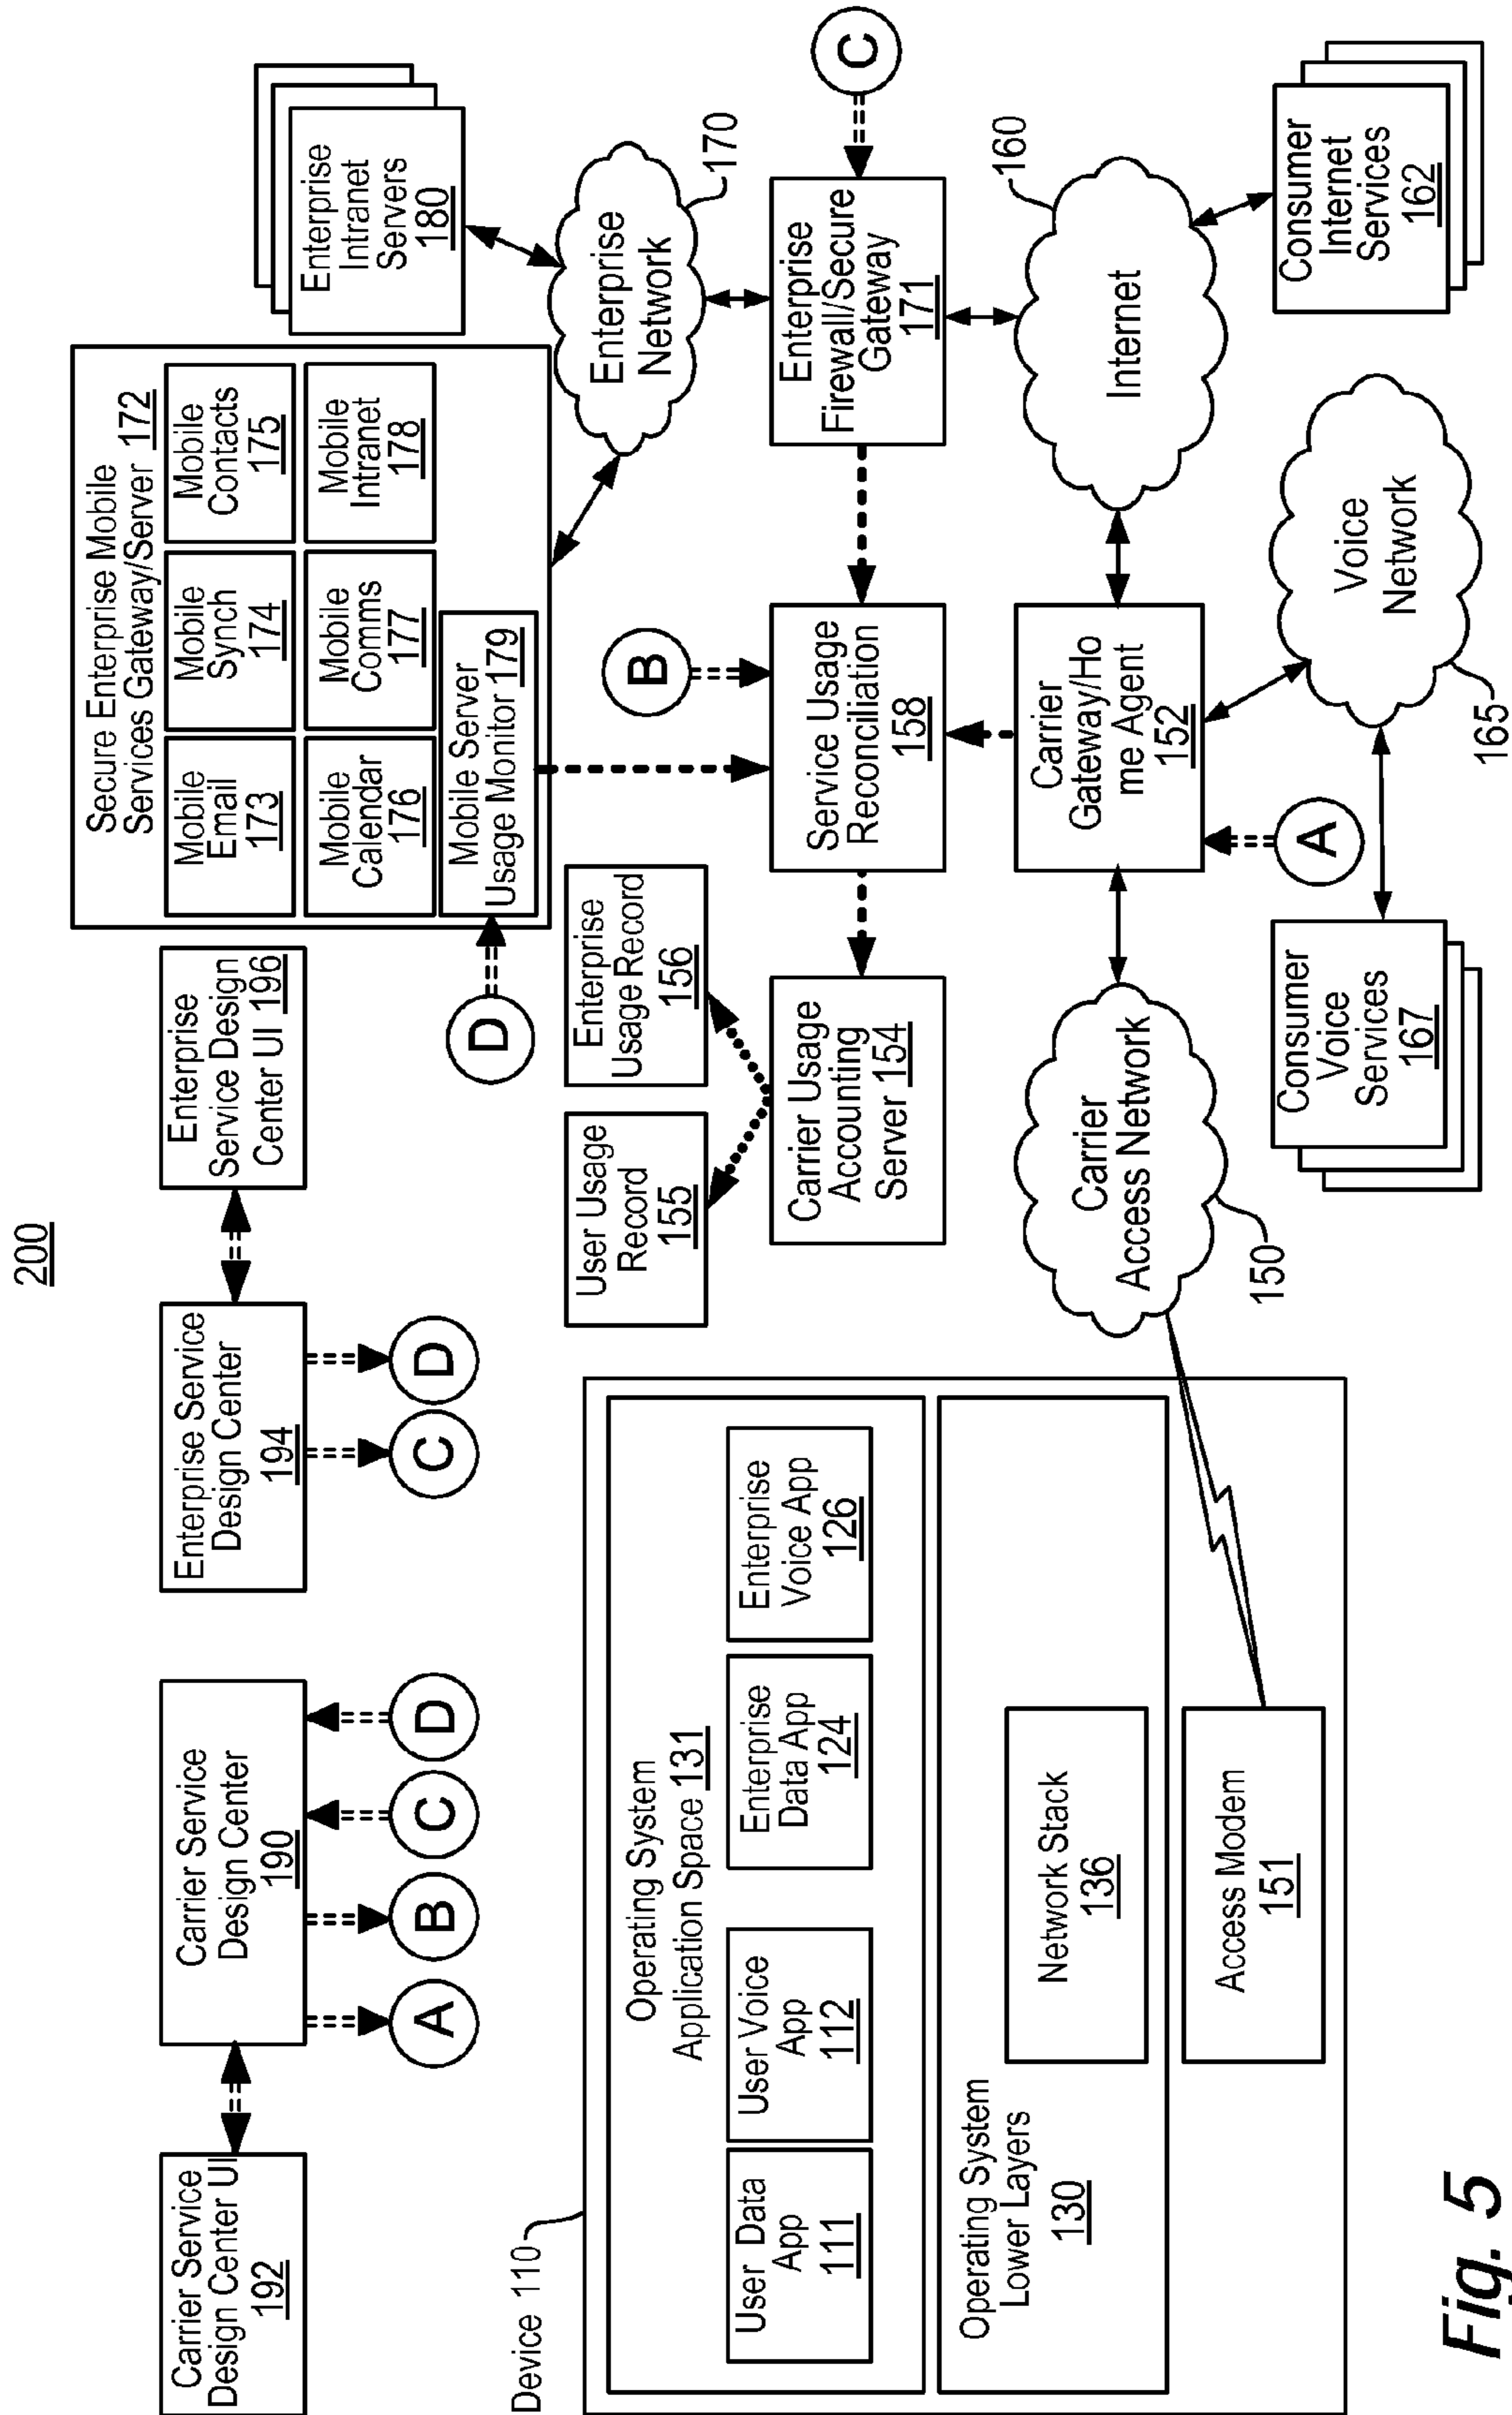 200
Carrier Service
Design Center UI
192
Carrier Service
Design Center
190
A
B
C
D
Enterprise Service
Design Center
194
C
D
Enterprise
Service Design
Center UI 196
Device 110
Operating System
Application Space 131
User Data
App
111
User Voice
App
112
Enterprise
Data App
124
Enterprise
Voice App
126
Operating System
Lower Layers
130
Network Stack
136
Access Modem
151
Secure Enterprise Mobile
Services Gateway/Server 172
Mobile
Email
173
Mobile
Synch
174
Mobile
Contacts
175
Mobile
Calendar
176
Mobile
Comms
177
Mobile
Intranet
178
Mobile Server
Usage Monitor 179
D
Enterprise
Intranet
Servers
180
Enterprise
Network
170
User Usage
Record
155
Enterprise
Usage Record
156
B
Carrier Usage
Accounting
Server 154
Service Usage
Reconciliation
158
Enterprise
Firewall/Secure
Gateway
171
C
Carrier
Access Network
150
Carrier
Gateway/Ho
me Agent
152
Internet
160
A
Consumer
Voice
Services
167
Voice
Network
165
Consumer
Internet
Services
162
Fig. 5